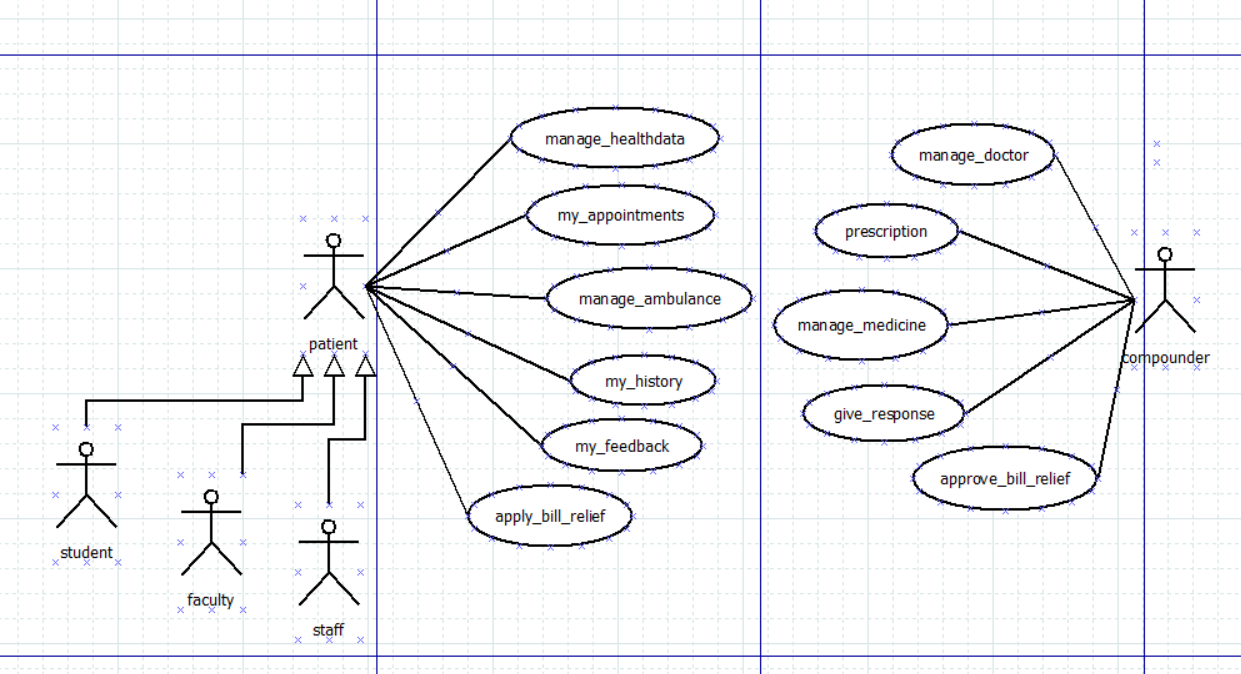 manage_healthdata
my_appointments
manage_ambulance
my_history
my_feedback
apply_bill_relief
patient
student
faculty
staff
manage_doctor
prescription
manage_medicine
give_response
approve_bill_relief
compounder